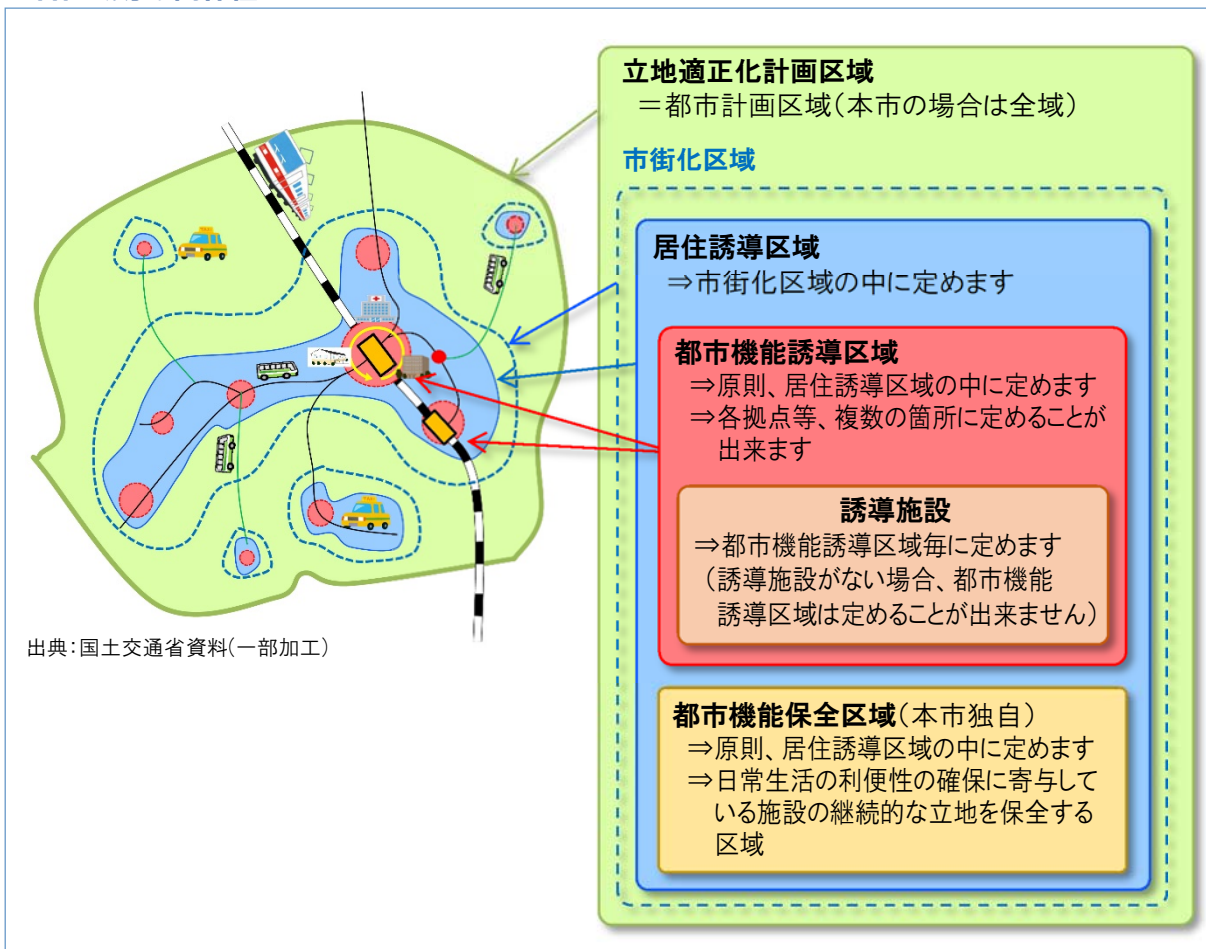 立地適正化計画区域
＝都市計画区域（本市の場合は全域）
市街化区域
居住誘導区域
⇒市街化区域の中に定めます
都市機能誘導区域
⇒原則、居住誘導区域の中に定めます
⇒各拠点等、複数の箇所に定めることが
出来ます
誘導施設
⇒都市機能誘導区域毎に定めます
（誘導施設がない場合、都市機能
誘導区域は定めることが出来ません）
都市機能保全区域（本市独自）
⇒原則、居住誘導区域の中に定めます
⇒日常生活の利便性の確保に寄与して
いる施設の継続的な立地を保全する
区域
出典：国土交通省資料（一部加工）